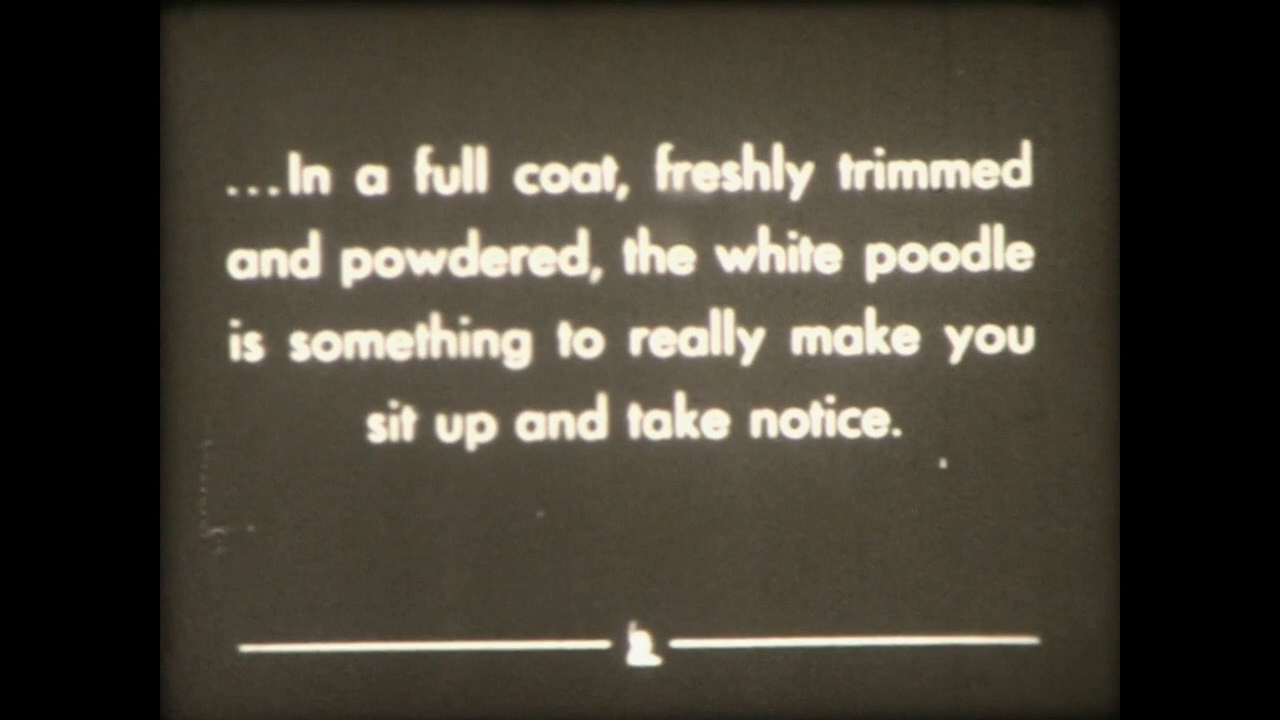 ...In a full coat, freshly trimmed
and powdered, the white poodle
is something to really make you
sit up and take notice.